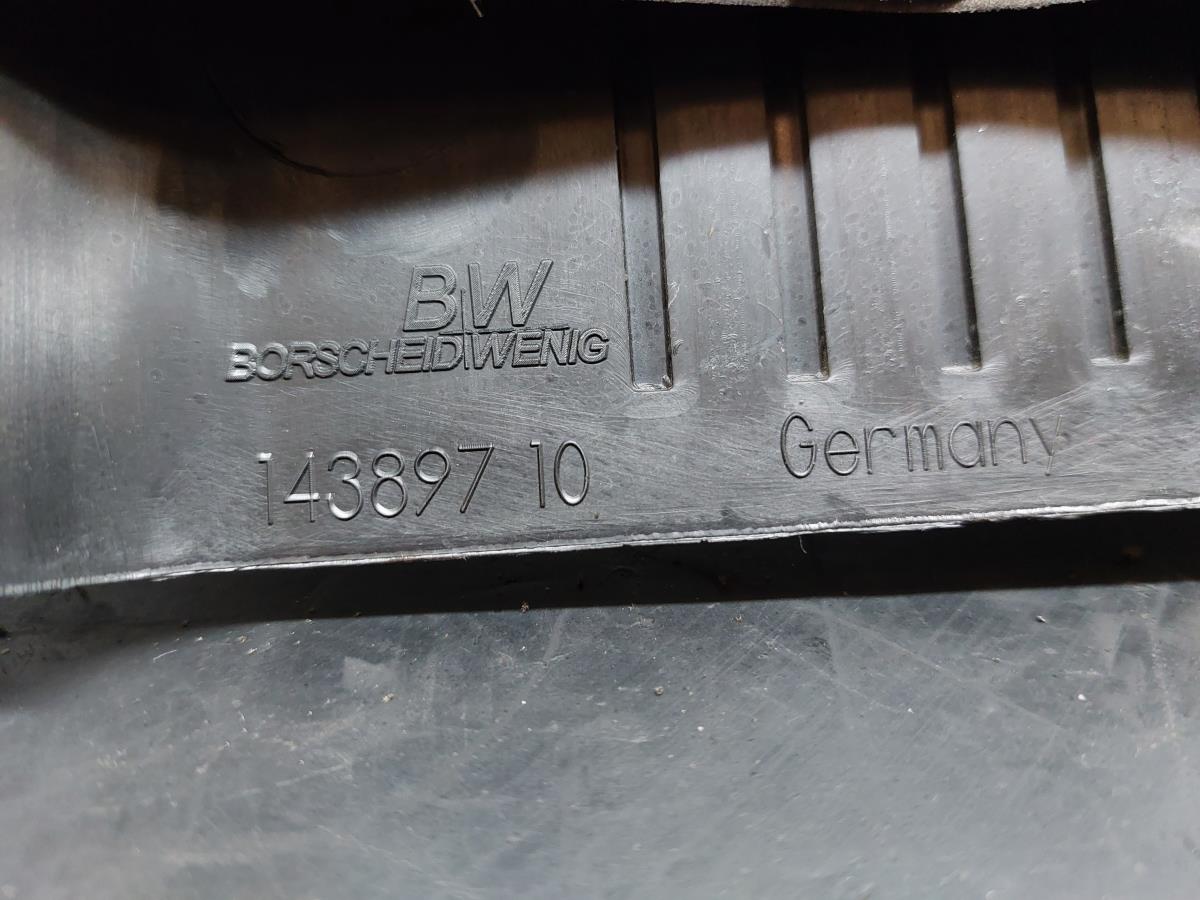 BW
BORSCHEID|WENIG
143897 10
Germany